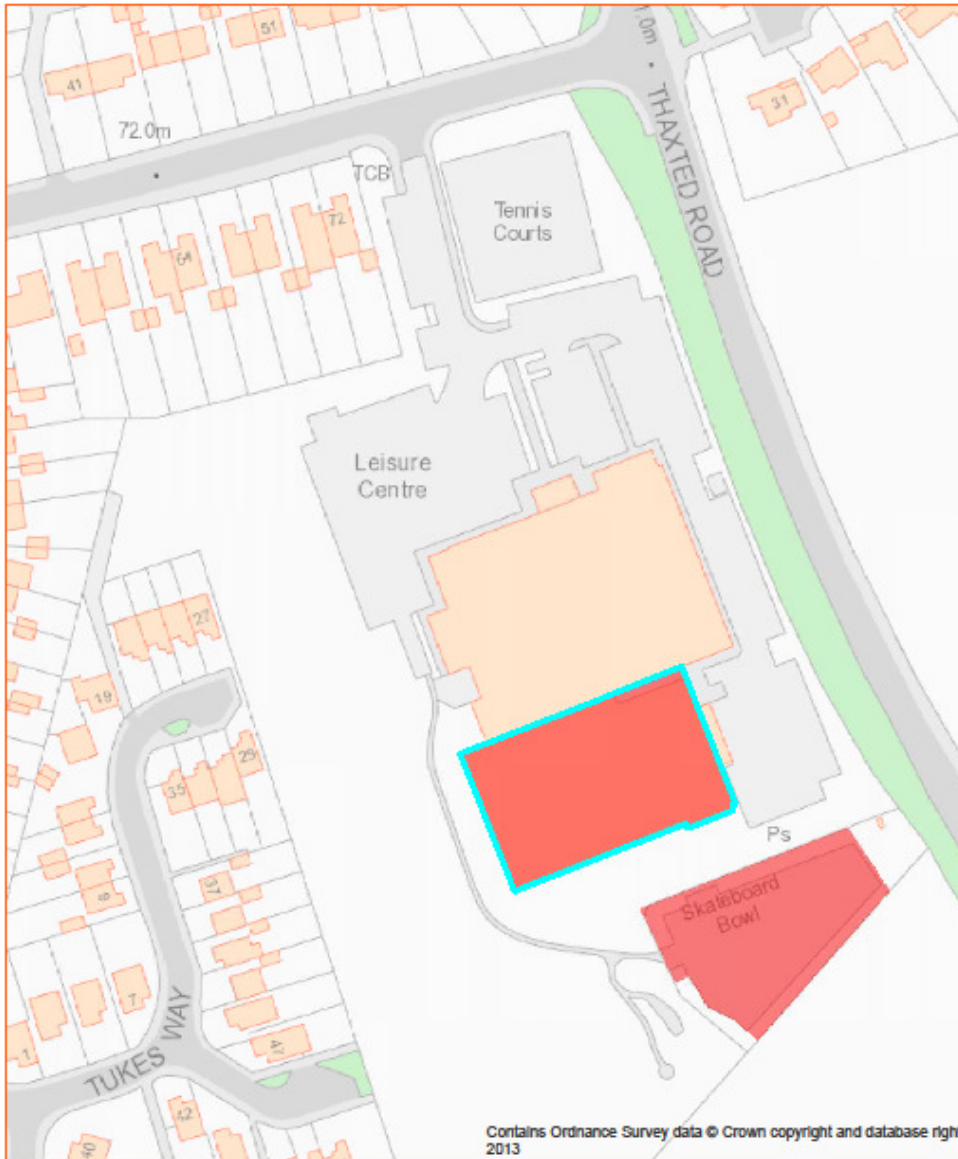 51
41
1.0m
31
72.0m
TCB
THAXTED ROAD
Tennis
Courts
72
64
Leisure
Centre
27
19
29
35
Ps
Skateboard
Bowl
37
7
TUKES WAY
1
47
42
40
Contains Ordnance Survey data © Crown copyright and database righ
2013